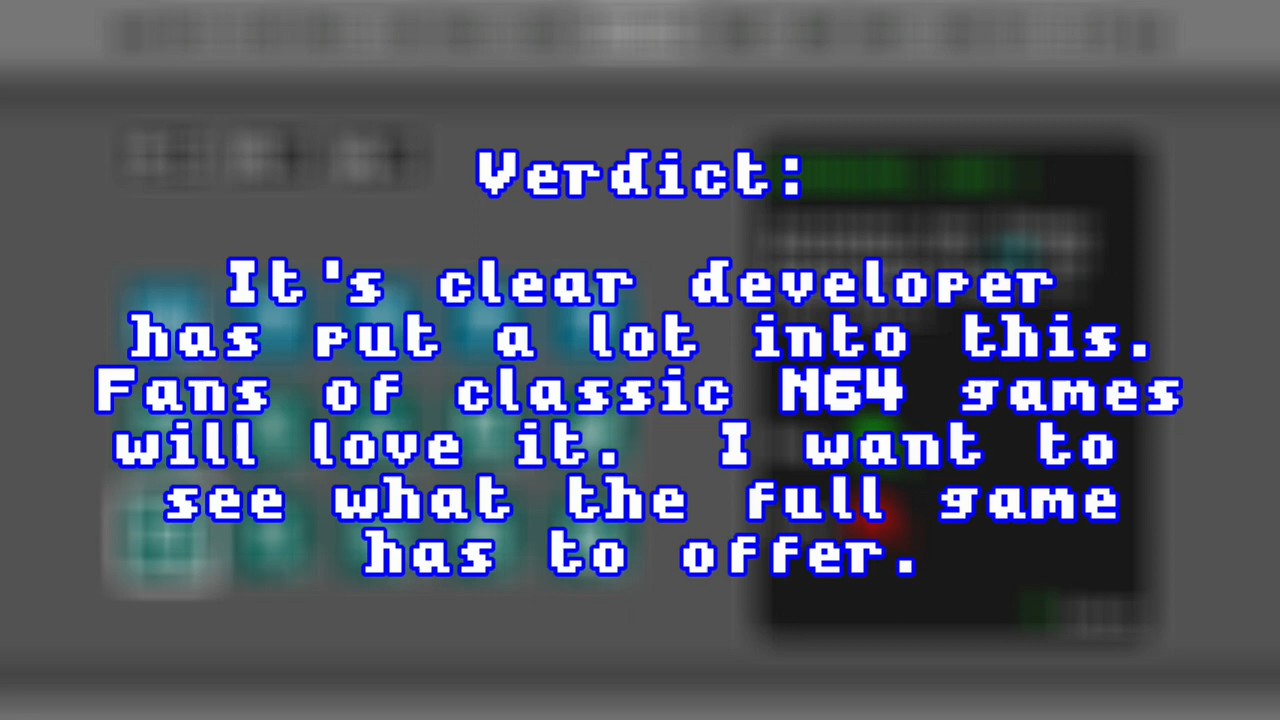 Verdict:
It's clear developer
has put a lot into this.
Fans of classic N64 games
will love it. I want to
see what the full game
has to offer.